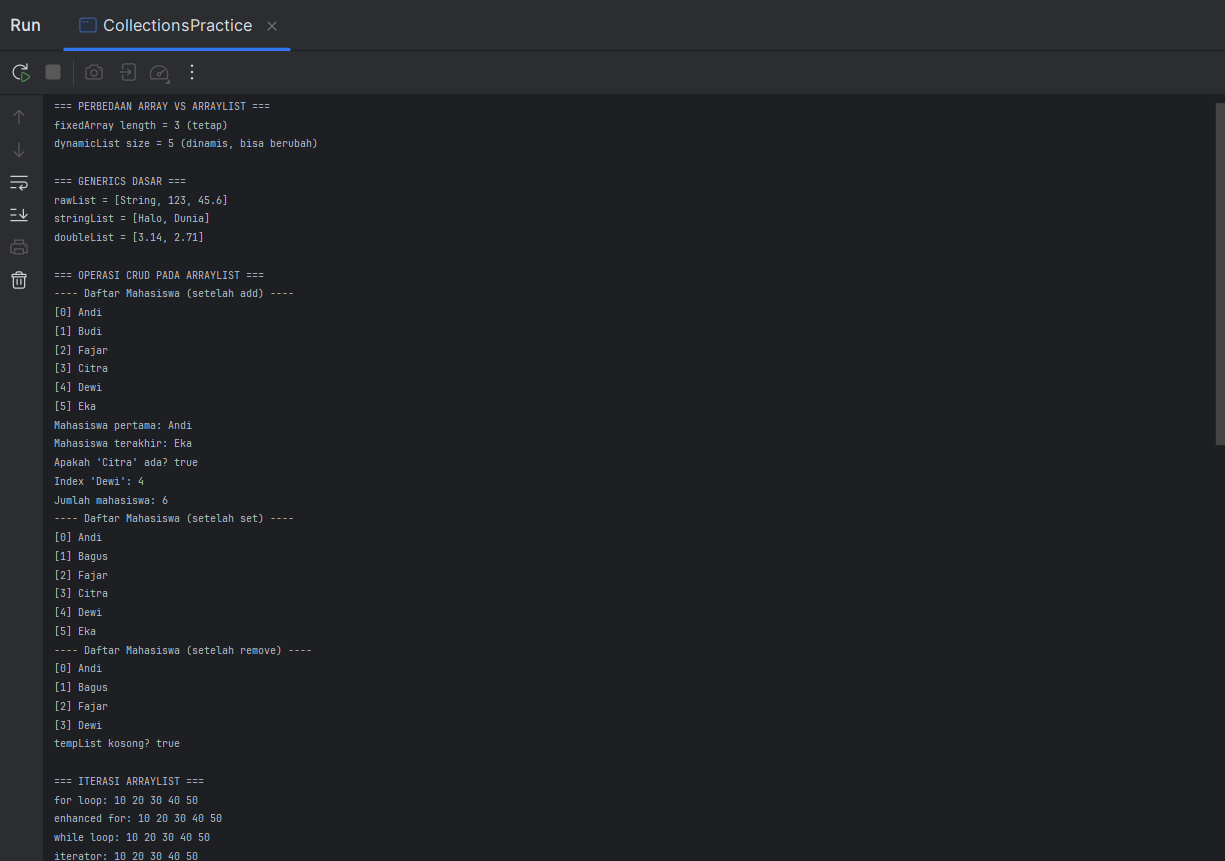 Run
CollectionsPractice
=== PERBEDAAN ARRAY VS ARRAYLIST ===
fixedArray length = 3 (tetap)
dynamicList size = 5 (dinamis, bisa berubah)
=== GENERICS DASAR ===
rawList = [String, 123, 45.6]
stringList = [Halo, Dunia]
doubleList = [3.14, 2.71]
=== OPERASI CRUD PADA ARRAYLIST ===
---- Daftar Mahasiswa (setelah add) ----
[0] Andi
[1] Budi
[2] Fajar
[3] Citra
[4] Dewi
[5] Eka
Mahasiswa pertama: Andi
Mahasiswa terakhir: Eka
Apakah 'Citra' ada? true
Index 'Dewi': 4
Jumlah mahasiswa: 6
---- Daftar Mahasiswa (setelah set) ----
[0] Andi
[1] Bagus
[2] Fajar
[3] Citra
[4] Dewi
[5] Eka
---- Daftar Mahasiswa (setelah remove) ----
[0] Andi
[1] Bagus
[2] Fajar
[3] Dewi
tempList kosong? true
=== ITERASI ARRAYLIST ===
for loop: 10 20 30 40 50
enhanced for: 10 20 30 40 50
while loop: 10 20 30 40 50
iterator: 10 20 30 40 50